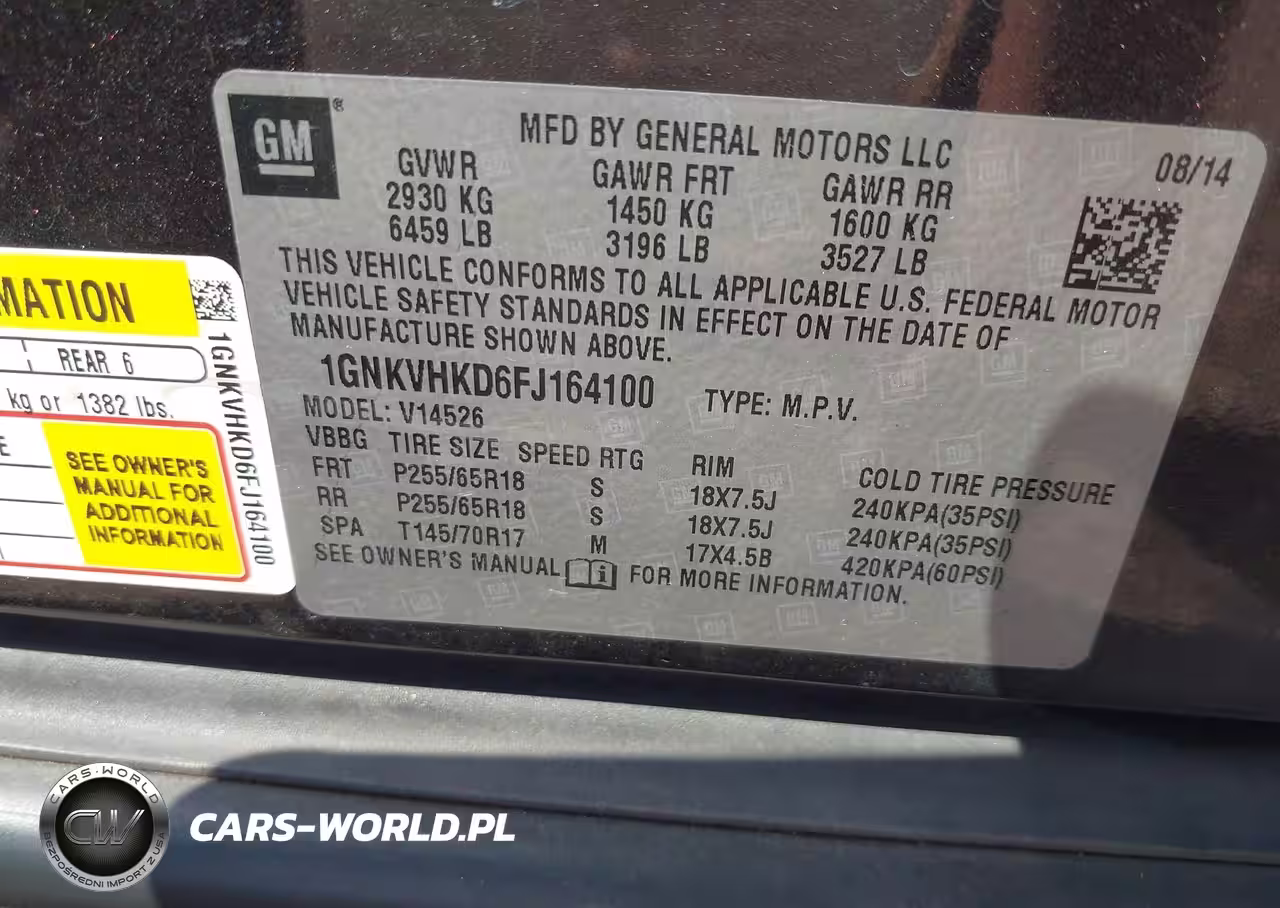 GM
®
MFD BY GENERAL MOTORS LLC
08/14
GVWR GAWR FRT GAWR RR
2930 KG 1450 KG 1600 KG
6459 LB 3196 LB 3527 LB
THIS VEHICLE CONFORMS TO ALL APPLICABLE U.S. FEDERAL MOTOR
VEHICLE SAFETY STANDARDS IN EFFECT ON THE DATE OF
MANUFACTURE SHOWN ABOVE.
1GNKVHKD6FJ164100 TYPE: M.P.V.
MODEL: V14526
VBBG TIRE SIZE SPEED RTG RIM COLD TIRE PRESSURE
FRT P255/65R18 S 18X7.5J 240KPA(35PSI)
RR P255/65R18 S 18X7.5J 240KPA(35PSI)
SPA T145/70R17 M 17X4.5B 420KPA(60PSI)
SEE OWNER'S MANUAL FOR MORE INFORMATION.
MATION
REAR 6
kg or 1382 lbs.
E
SEE OWNER'S
MANUAL FOR
ADDITIONAL
INFORMATION
1GNKVHKD6FJ164100
CARS-WORLD
CW
BEZPOŚREDNI IMPORT Z USA
CARS-WORLD.PL